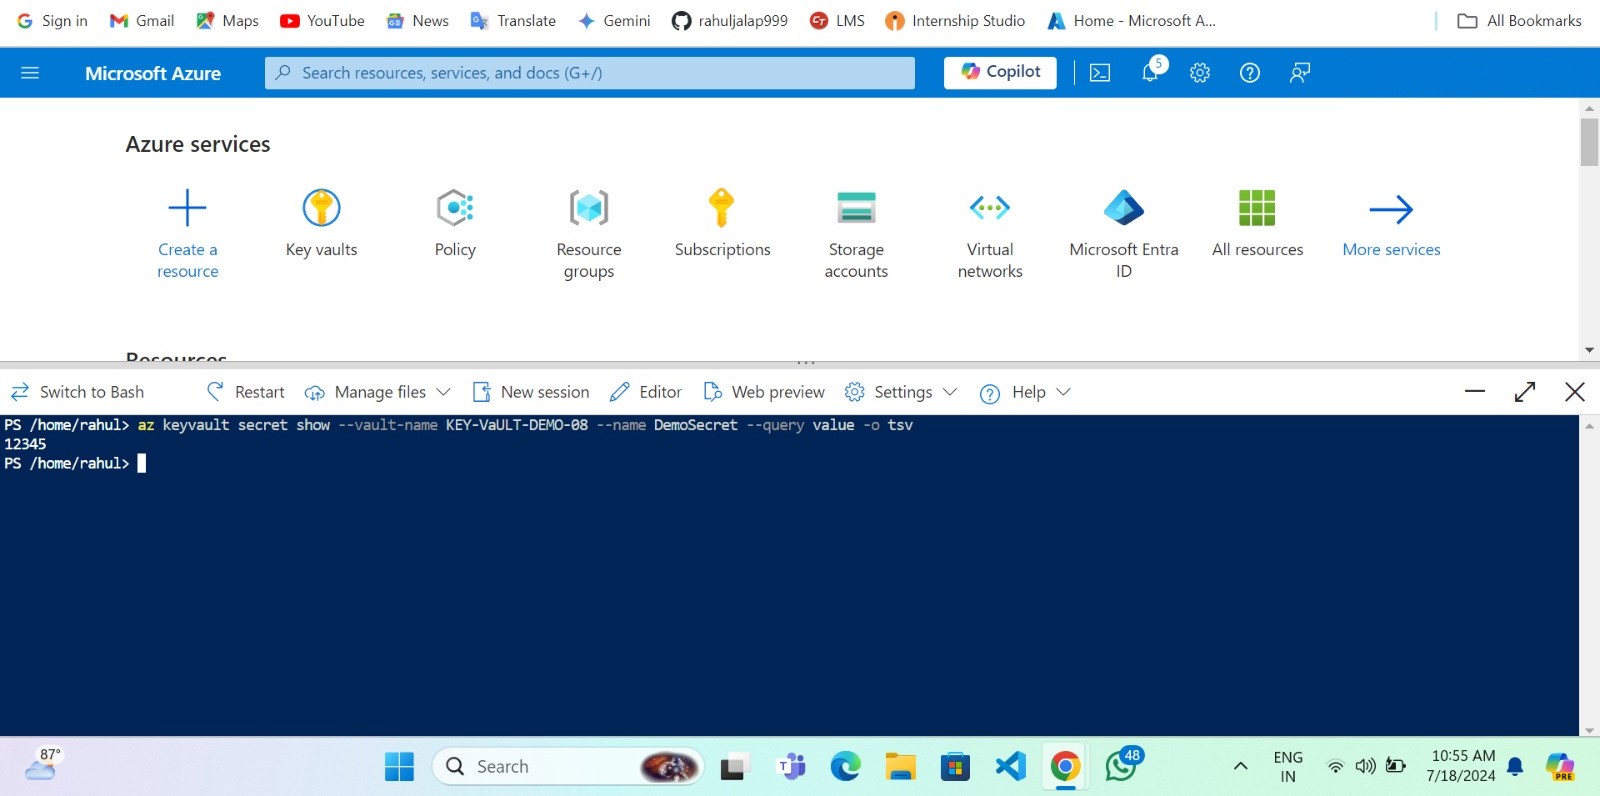 Sign in Gmail Maps YouTube News Translate Gemini rahuljalap999 LMS Internship Studio Home - Microsoft A... All Bookmarks
Microsoft Azure Search resources, services, and docs (G+/) Copilot 5
Azure services
Create a resource
Key vaults
Policy
Resource groups
Subscriptions
Storage accounts
Virtual networks
Microsoft Entra ID
All resources
More services
Resources
Switch to Bash Restart Manage files New session Editor Web preview Settings Help
PS /home/rahul> az keyvault secret show --vault-name KEY-VaULT-DEMO-08 --name DemoSecret --query value -o tsv
12345
PS /home/rahul>
87°
Search
48
ENG
IN
10:55 AM
7/18/2024
PRE